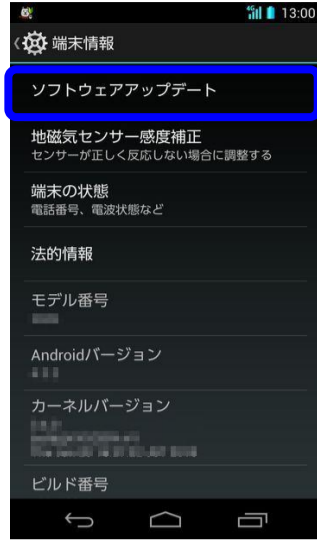 4G 13:00
端末情報
ソフトウェアアップデート
地磁気センサー感度補正
センサーが正しく反応しない場合に調整する
端末の状態
電話番号、電波状態など
法的情報
モデル番号
Androidバージョン
カーネルバージョン
ビルド番号